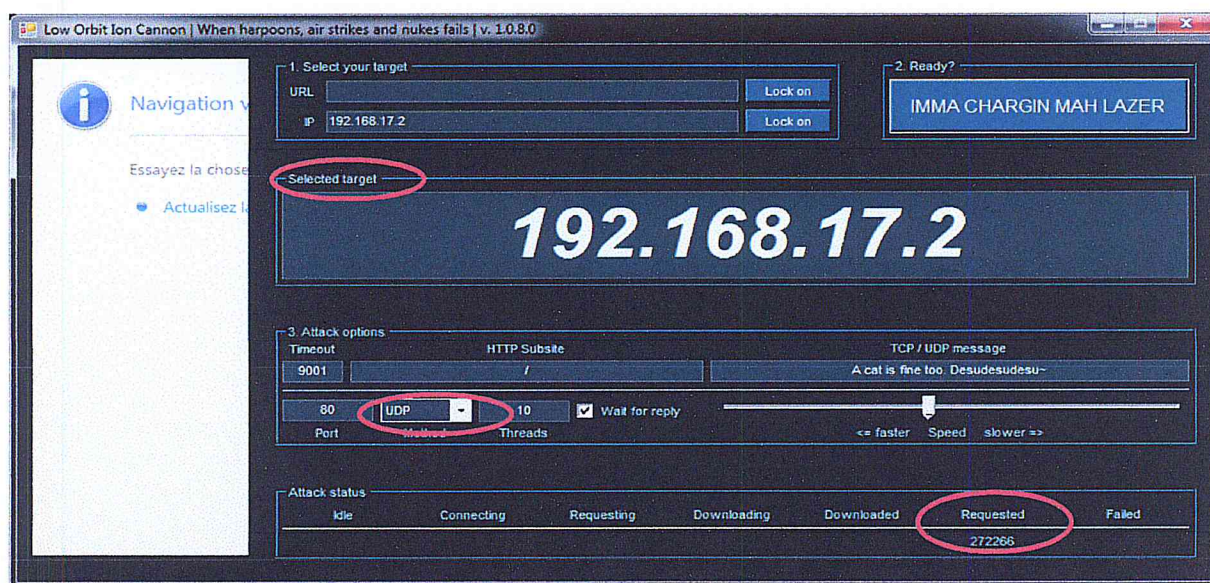 Low Orbit Ion Cannon | When harpoons, air strikes and nukes fails | v. 1.0.8.0
Navigation v
Essayez la chose
Actualisez la
1. Select your target
URL
Lock on
IP 192.168.17.2 Lock on
2. Ready?
IMMA CHARGIN MAH LAZER
Selected target
192.168.17.2
3. Attack options
Timeout HTTP Subsite TCP / UDP message
9001 / A cat is fine too. Desudesudesu~
80 UDP 10 Wait for reply
Port Method Threads <= faster Speed slower =>
Attack status
Idle Connecting Requesting Downloading Downloaded Requested Failed
272266